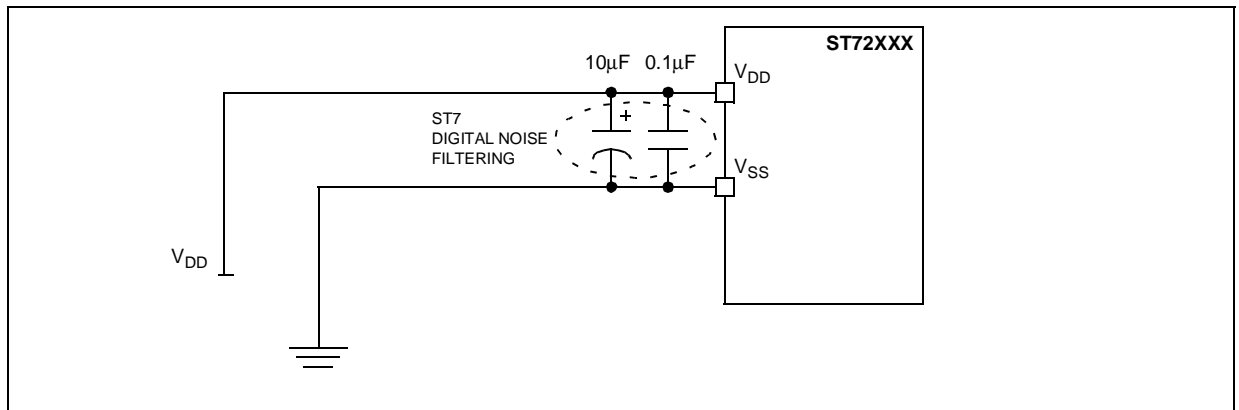 ST72XXX
10μF 0.1μF
VDD
ST7
DIGITAL NOISE
FILTERING
+
VSS
VDD